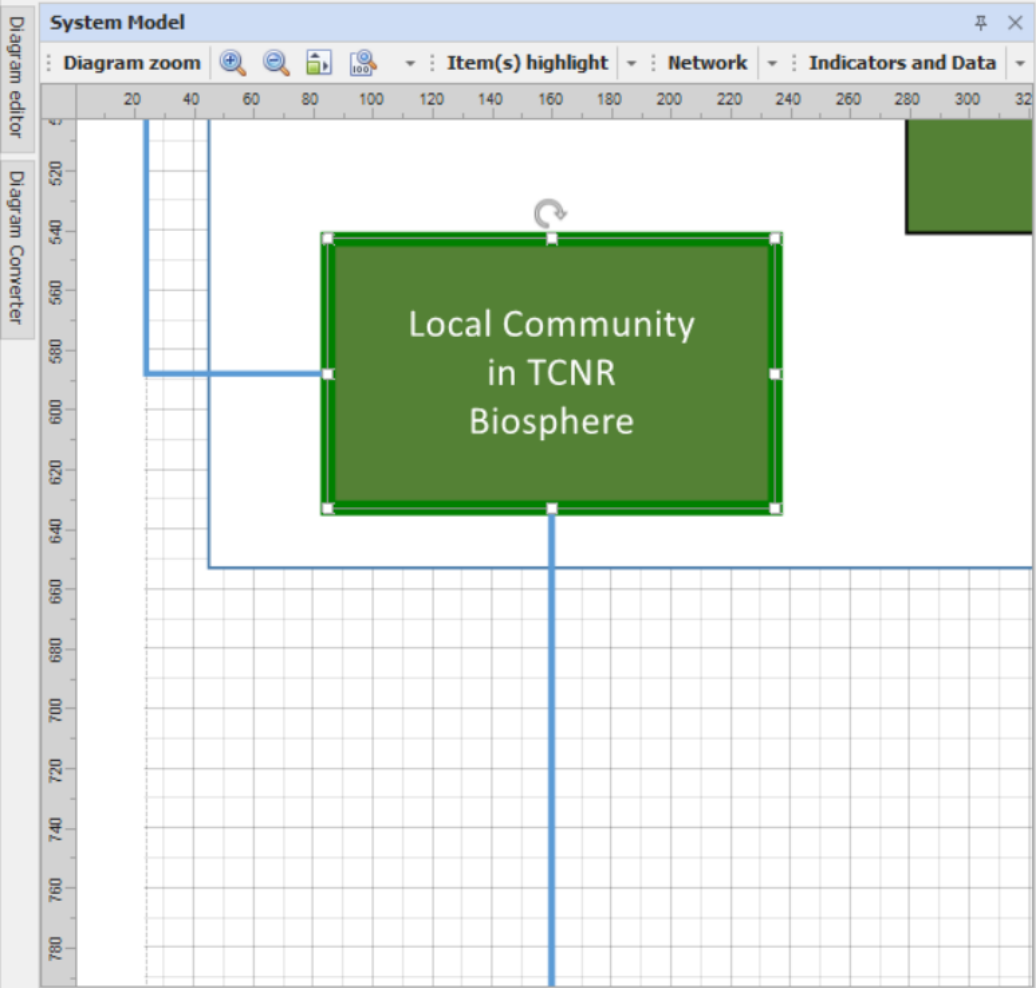 System Model
Diagram zoom 100 Item(s) highlight Network Indicators and Data
Diagram editor
Diagram Converter
20 40 60 80 100 120 140 160 180 200 220 240 260 280 300
520
540
560
580
600
620
640
660
680
700
720
740
760
780
Local Community
in TCNR
Biosphere